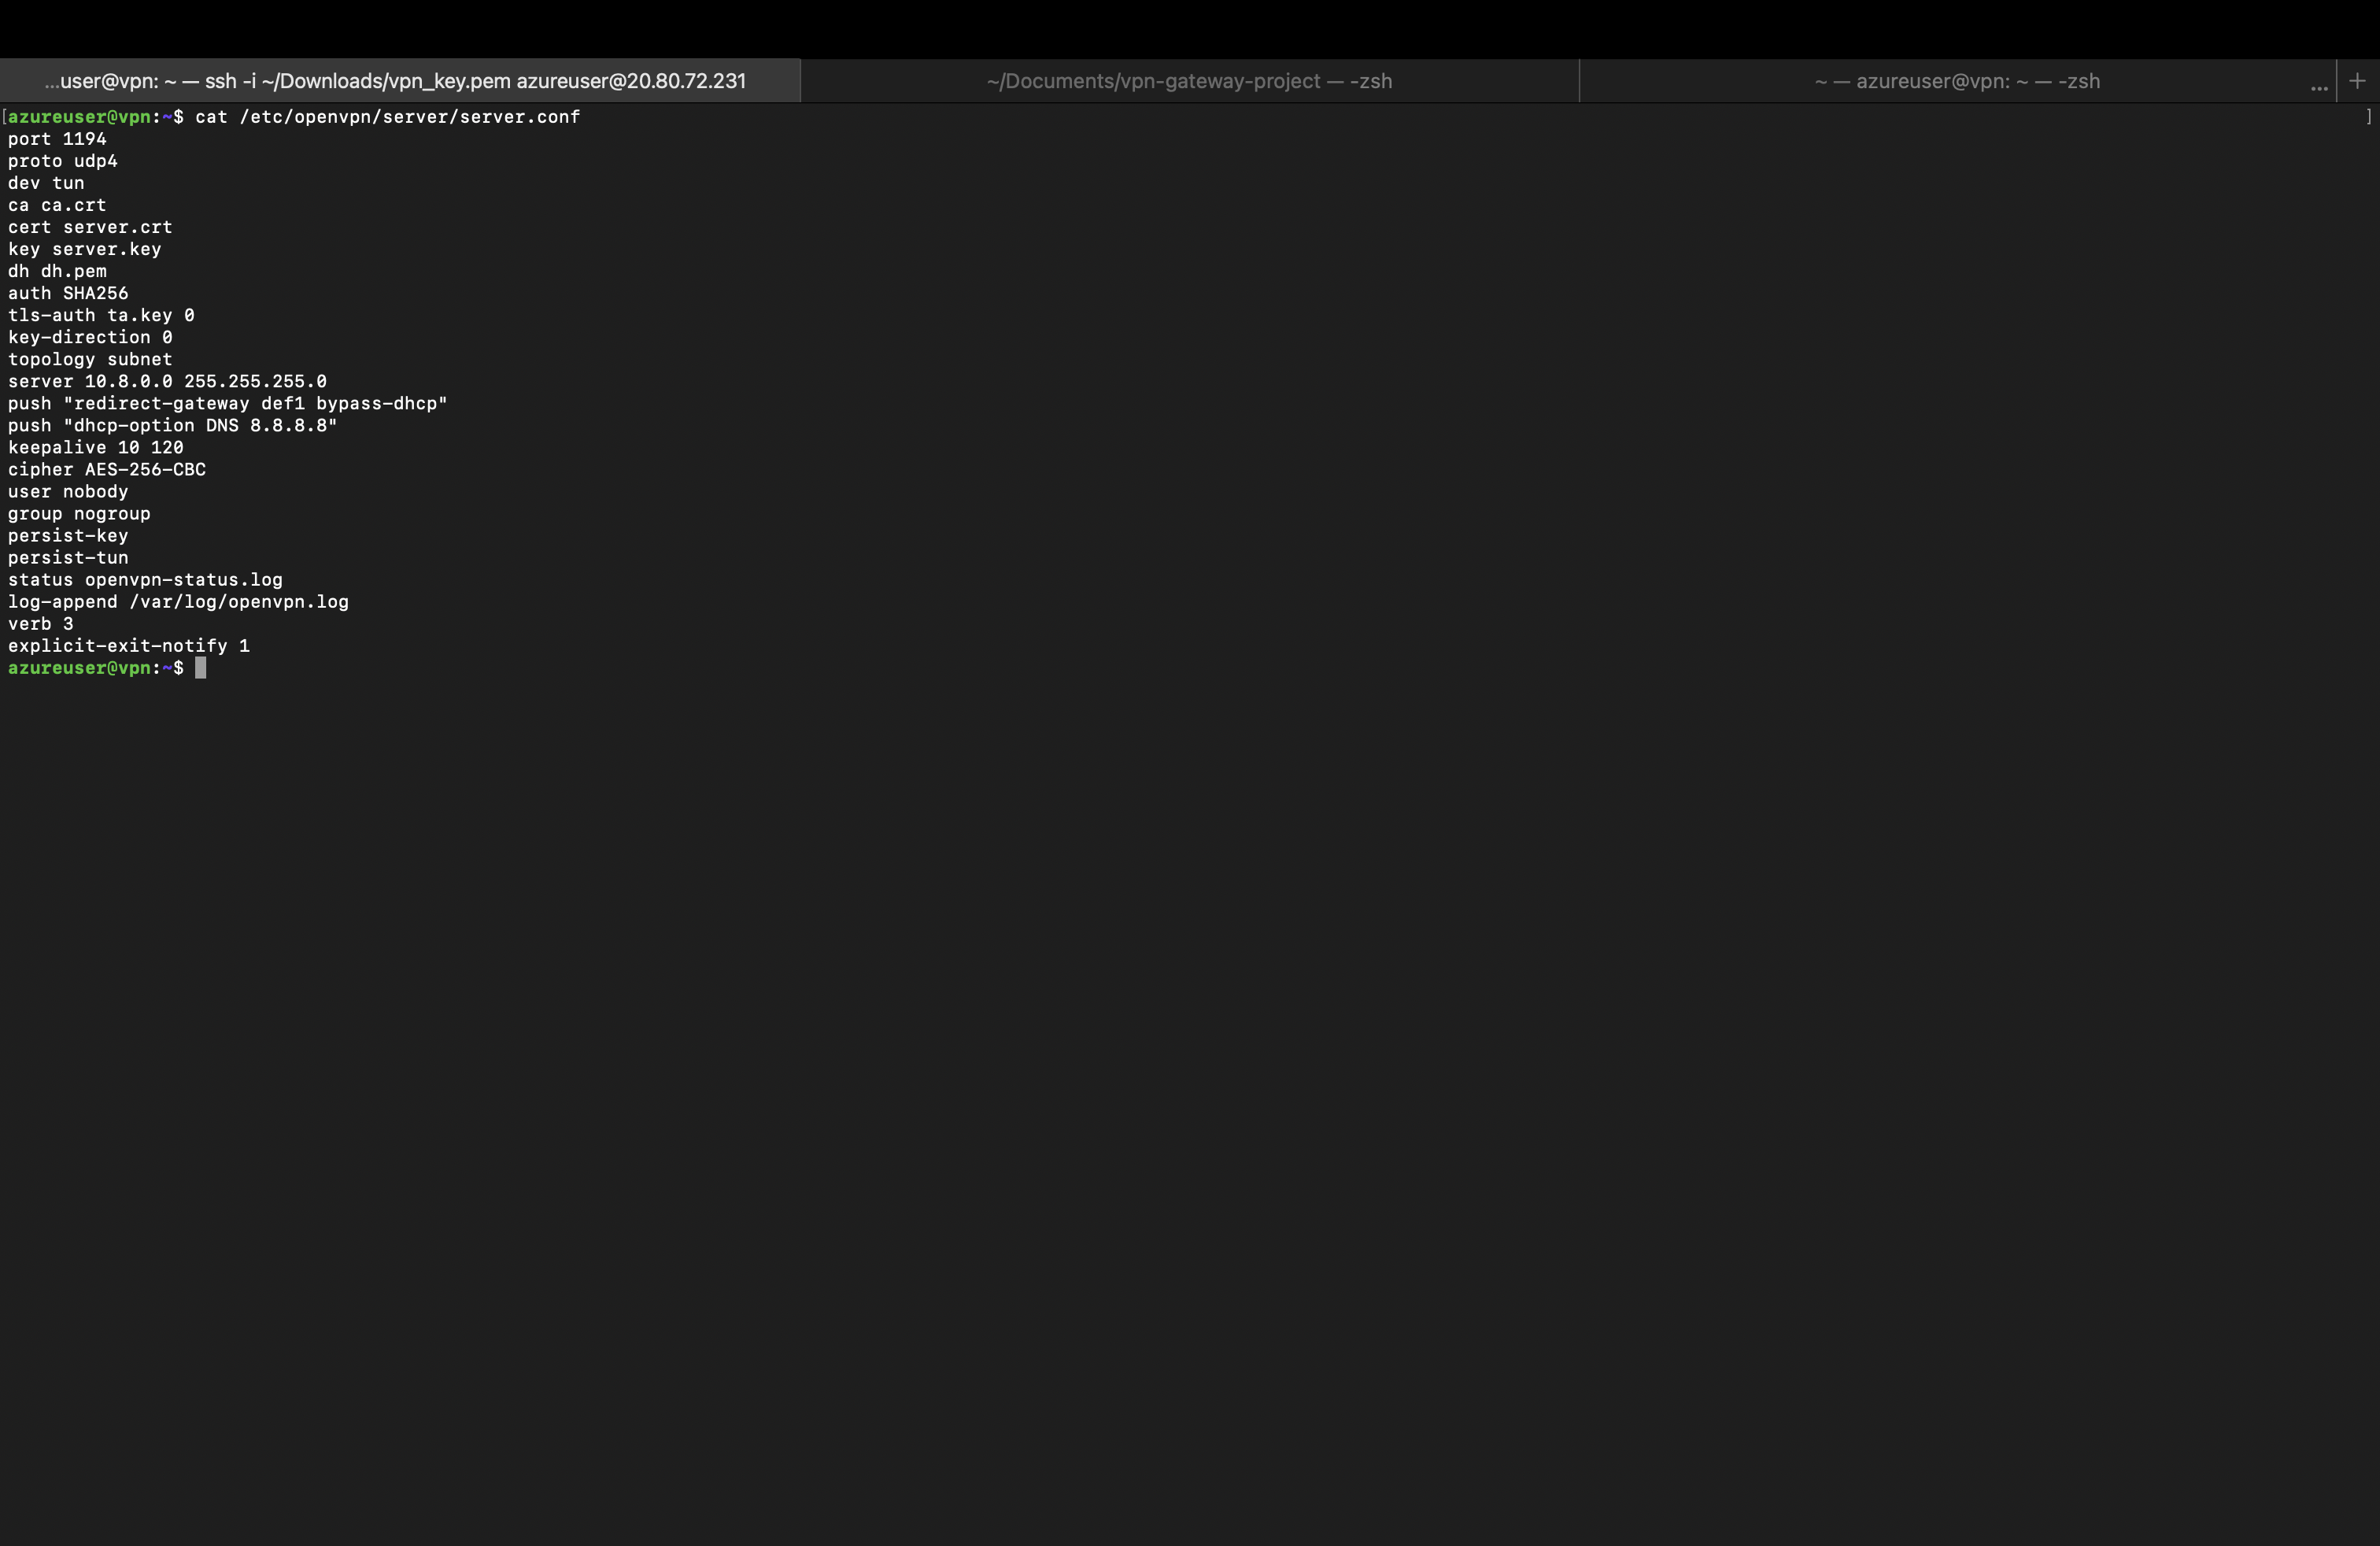 ...user@vpn: ~ — ssh -i ~/Downloads/vpn_key.pem azureuser@20.80.72.231
~/Documents/vpn-gateway-project — -zsh
~ — azureuser@vpn: ~ — -zsh
... +
[azureuser@vpn:~$ cat /etc/openvpn/server/server.conf ]
port 1194
proto udp4
dev tun
ca ca.crt
cert server.crt
key server.key
dh dh.pem
auth SHA256
tls-auth ta.key 0
key-direction 0
topology subnet
server 10.8.0.0 255.255.255.0
push "redirect-gateway def1 bypass-dhcp"
push "dhcp-option DNS 8.8.8.8"
keepalive 10 120
cipher AES-256-CBC
user nobody
group nogroup
persist-key
persist-tun
status openvpn-status.log
log-append /var/log/openvpn.log
verb 3
explicit-exit-notify 1
azureuser@vpn:~$